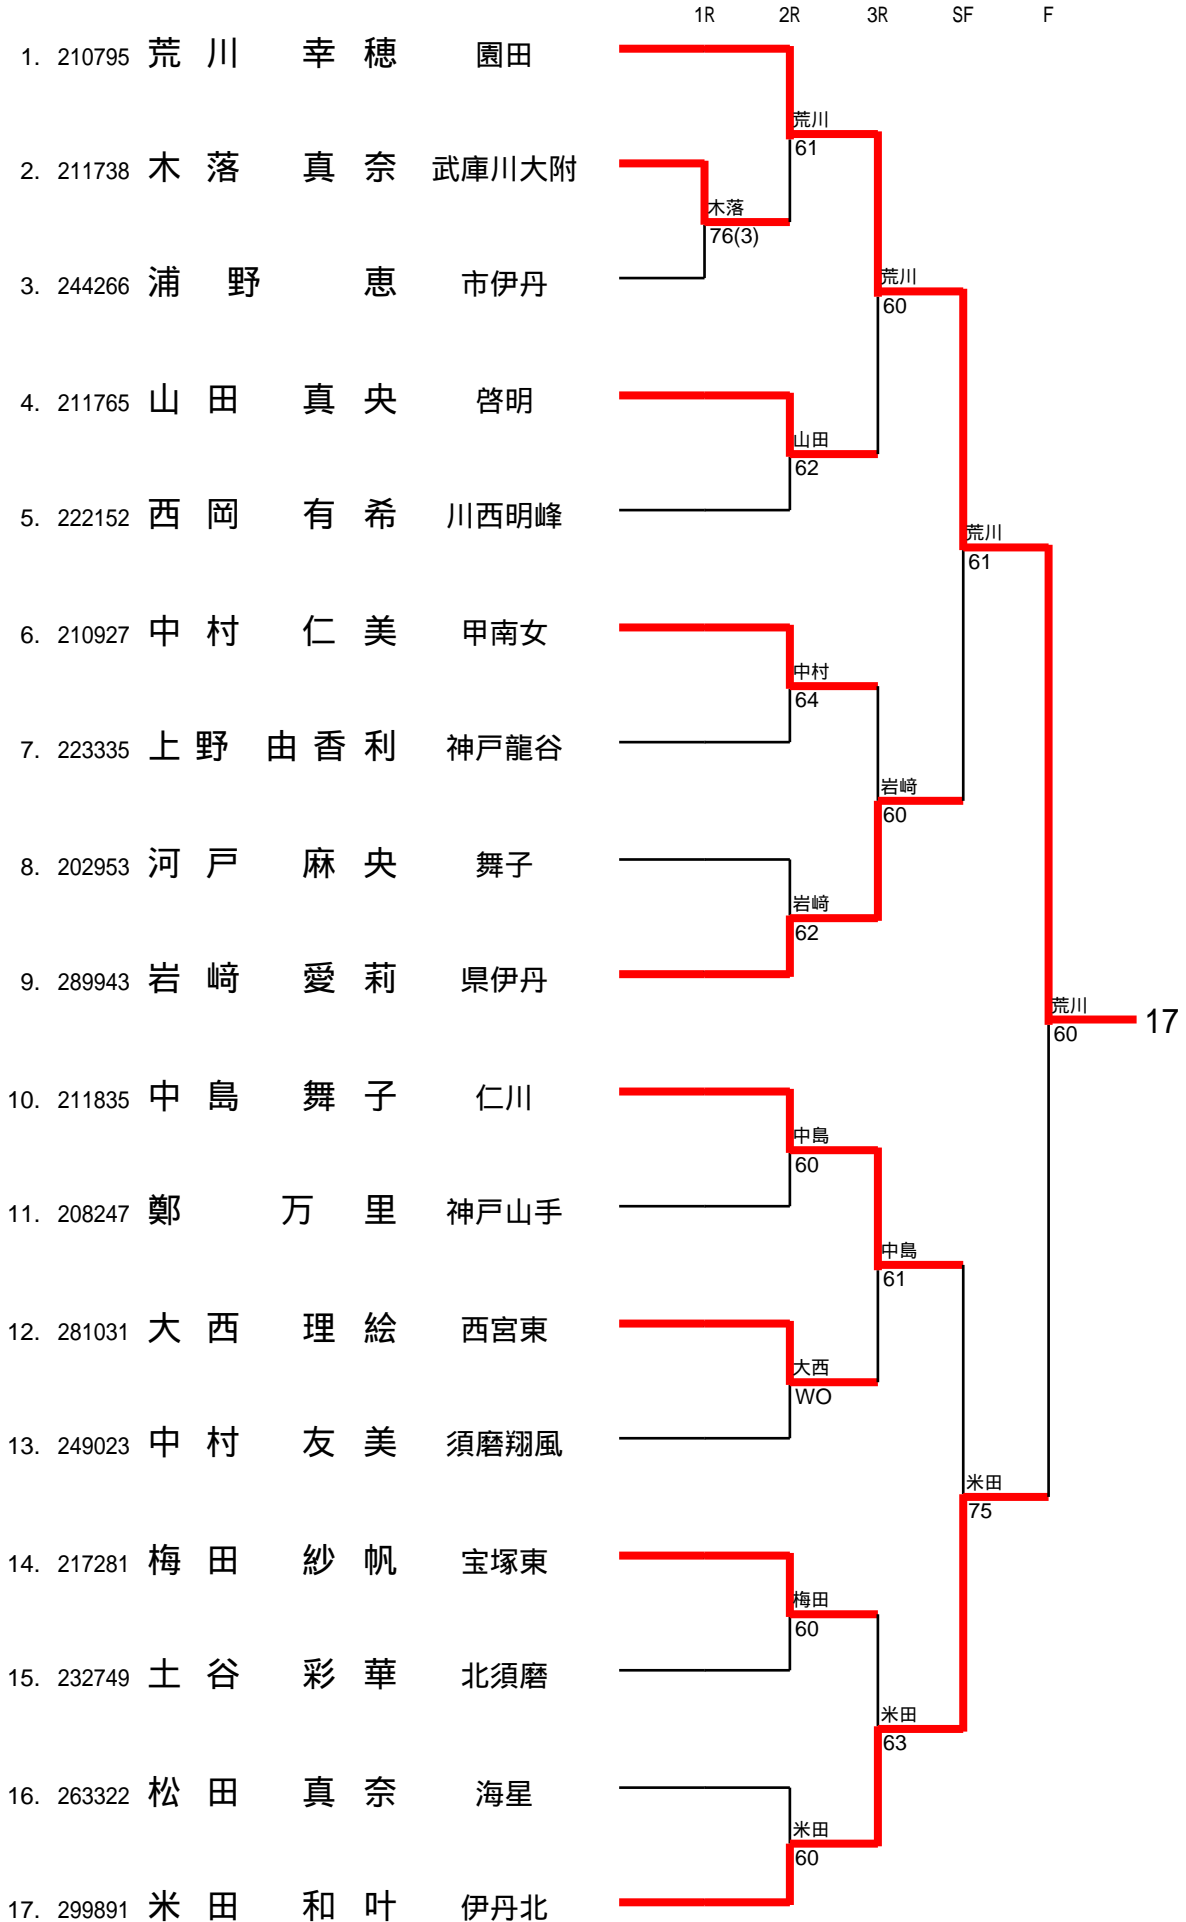 1R 2R 3R SF F
1. 210795 荒川 幸穂 園田
荒川
61
2. 211738 木落 真奈 武庫川大附
木落
76(3)
3. 244266 浦野 恵 市伊丹
荒川
60
4. 211765 山田 真央 啓明
山田
62
5. 222152 西岡 有希 川西明峰
荒川
61
6. 210927 中村 仁美 甲南女
中村
64
7. 223335 上野 由香利 神戸龍谷
岩﨑
60
8. 202953 河戸 麻央 舞子
岩﨑
62
9. 289943 岩﨑 愛莉 県伊丹
荒川
60
17
10. 211835 中島 舞子 仁川
中島
60
11. 208247 鄭 万里 神戸山手
中島
61
12. 281031 大西 理絵 西宮東
大西
WO
13. 249023 中村 友美 須磨翔風
米田
75
14. 217281 梅田 紗帆 宝塚東
梅田
60
15. 232749 土谷 彩華 北須磨
米田
63
16. 263322 松田 真奈 海星
米田
60
17. 299891 米田 和叶 伊丹北